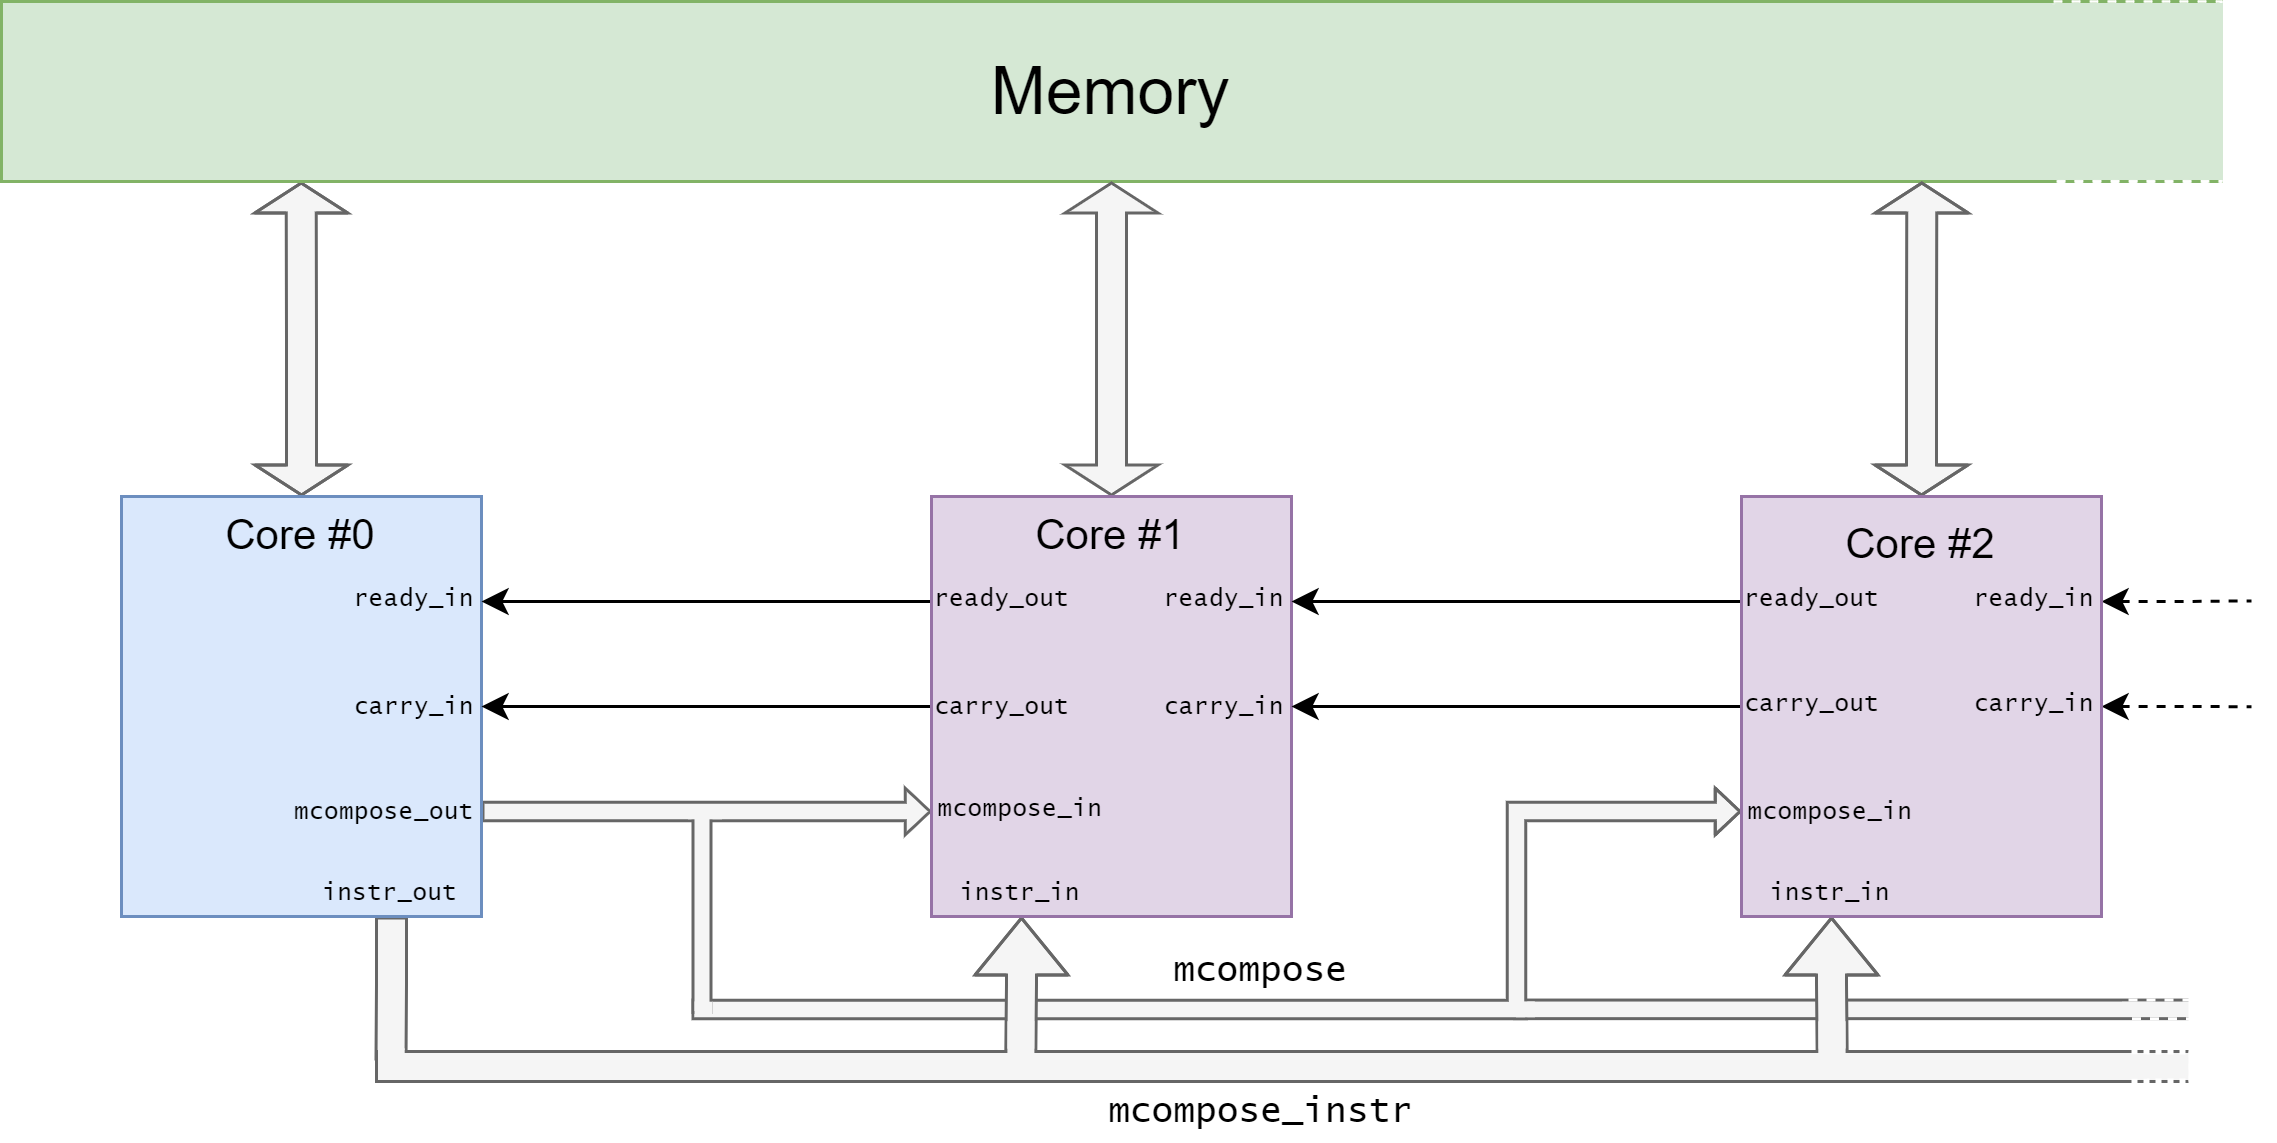 Memory
Core #0
ready_in
carry_in
mcompose_out
instr_out
Core #1
ready_out
ready_in
carry_out
carry_in
mcompose_in
instr_in
Core #2
ready_out
ready_in
carry_out
carry_in
mcompose_in
instr_in
mcompose
mcompose_instr